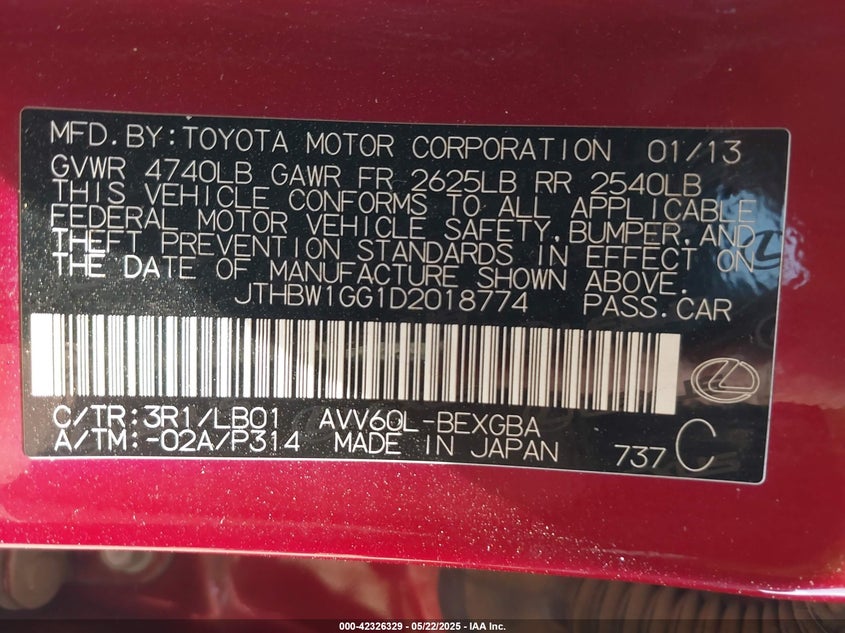 MFD. BY: TOYOTA MOTOR CORPORATION 01/13
GVWR 4740LB GAWR FR 2625LB RR 2540LB
THIS VEHICLE CONFORMS TO ALL APPLICABLE
FEDERAL MOTOR VEHICLE SAFETY, BUMPER, AND
THEFT PREVENTION STANDARDS IN EFFECT ON
THE DATE OF MANUFACTURE SHOWN ABOVE.
JTHBW1GG1D2018774 PASS. CAR
C/TR: 3R1/LB01 AVV60L-BEXGBA
A/TM: -02A/P314 MADE IN JAPAN 737 C
000-42326329 - 05/22/2025 - IAA Inc.